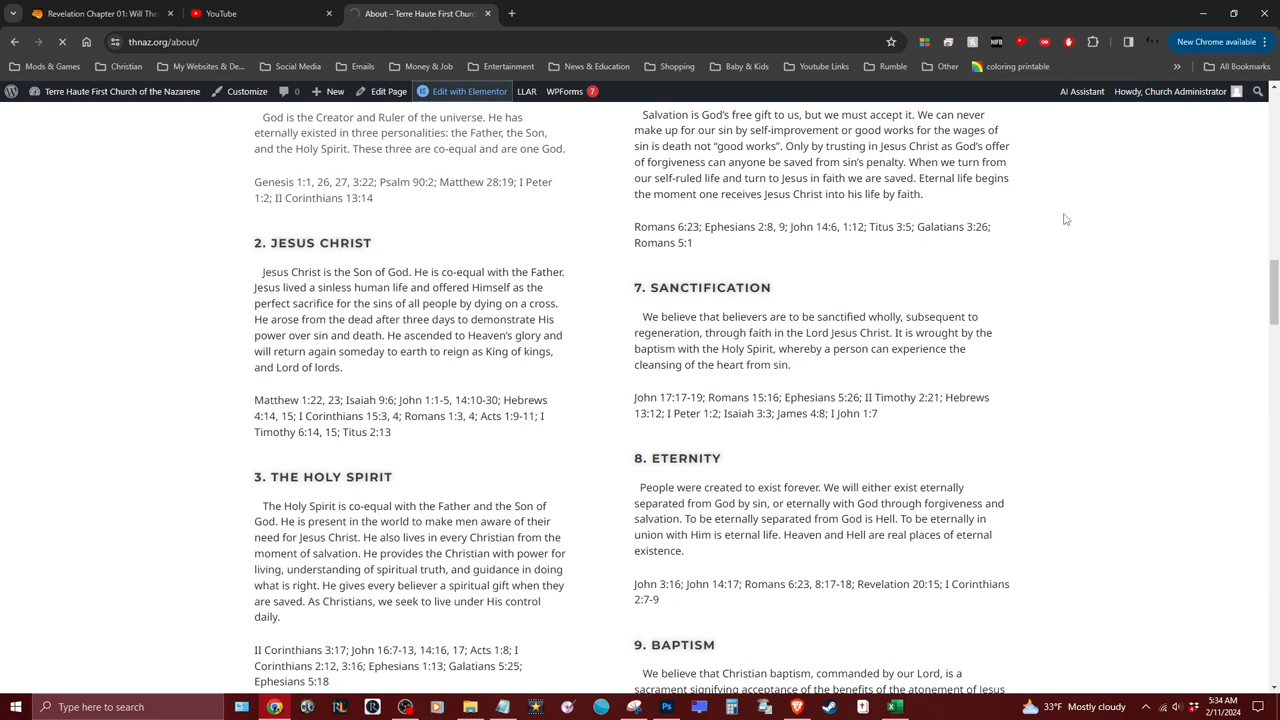 Revelation Chapter 01: Will The
YouTube
About – Terre Haute First Churc
thnaz.org/about/
New Chrome available
Mods & Games
Christian
My Websites & De...
Social Media
Emails
Money & Job
Entertainment
News & Education
Shopping
Baby & Kids
Youtube Links
Rumble
Other
coloring printable
All Bookmarks
Terre Haute First Church of the Nazarene
Customize
0
New
Edit Page
Edit with Elementor
LLAR
WPForms 7
AI Assistant
Howdy, Church Administrator
God is the Creator and Ruler of the universe. He has
eternally existed in three personalities: the Father, the Son,
and the Holy Spirit. These three are co-equal and are one God.
Genesis 1:1, 26, 27, 3:22; Psalm 90:2; Matthew 28:19; I Peter
1:2; II Corinthians 13:14
2. JESUS CHRIST
Jesus Christ is the Son of God. He is co-equal with the Father.
Jesus lived a sinless human life and offered Himself as the
perfect sacrifice for the sins of all people by dying on a cross.
He arose from the dead after three days to demonstrate His
power over sin and death. He ascended to Heaven's glory and
will return again someday to earth to reign as King of kings,
and Lord of lords.
Matthew 1:22, 23; Isaiah 9:6; John 1:1-5, 14:10-30; Hebrews
4:14, 15; I Corinthians 15:3, 4; Romans 1:3, 4; Acts 1:9-11; I
Timothy 6:14, 15; Titus 2:13
3. THE HOLY SPIRIT
The Holy Spirit is co-equal with the Father and the Son of
God. He is present in the world to make men aware of their
need for Jesus Christ. He also lives in every Christian from the
moment of salvation. He provides the Christian with power for
living, understanding of spiritual truth, and guidance in doing
what is right. He gives every believer a spiritual gift when they
are saved. As Christians, we seek to live under His control
daily.
II Corinthians 3:17; John 16:7-13, 14:16, 17; Acts 1:8; I
Corinthians 2:12, 3:16; Ephesians 1:13; Galatians 5:25;
Ephesians 5:18
Salvation is God's free gift to us, but we must accept it. We can never
make up for our sin by self-improvement or good works for the wages of
sin is death not “good works”. Only by trusting in Jesus Christ as God's offer
of forgiveness can anyone be saved from sin's penalty. When we turn from
our self-ruled life and turn to Jesus in faith we are saved. Eternal life begins
the moment one receives Jesus Christ into his life by faith.
Romans 6:23; Ephesians 2:8, 9; John 14:6, 1:12; Titus 3:5; Galatians 3:26;
Romans 5:1
7. SANCTIFICATION
We believe that believers are to be sanctified wholly, subsequent to
regeneration, through faith in the Lord Jesus Christ. It is wrought by the
baptism with the Holy Spirit, whereby a person can experience the
cleansing of the heart from sin.
John 17:17-19; Romans 15:16; Ephesians 5:26; II Timothy 2:21; Hebrews
13:12; I Peter 1:2; Isaiah 3:3; James 4:8; I John 1:7
8. ETERNITY
People were created to exist forever. We will either exist eternally
separated from God by sin, or eternally with God through forgiveness and
salvation. To be eternally separated from God is Hell. To be eternally in
union with Him is eternal life. Heaven and Hell are real places of eternal
existence.
John 3:16; John 14:17; Romans 6:23, 8:17-18; Revelation 20:15; I Corinthians
2:7-9
9. BAPTISM
We believe that Christian baptism, commanded by our Lord, is a
sacrament signifying acceptance of the benefits of the atonement of Jesus
Type here to search
33°F Mostly cloudy
5:34 AM
2/11/2024